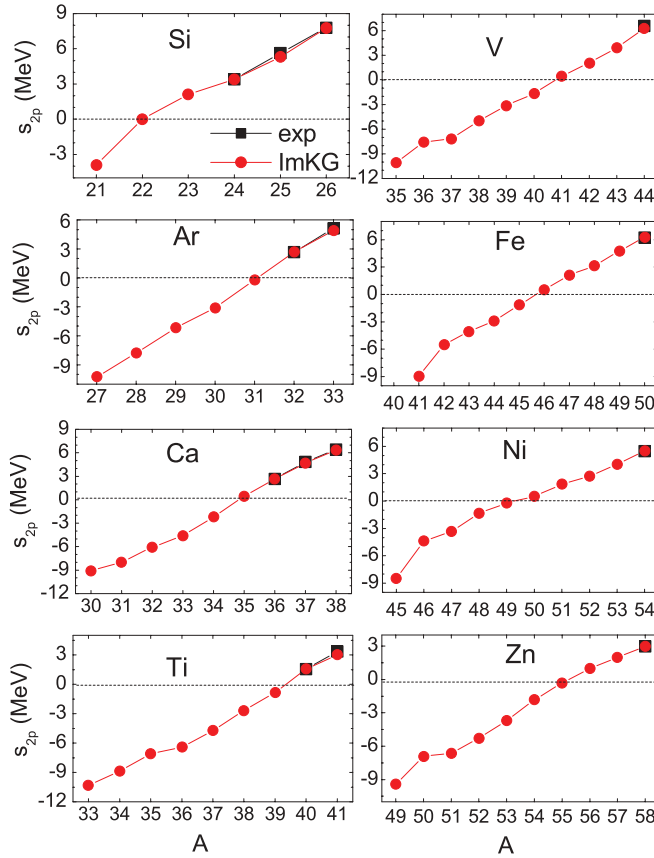 Si
s2p (MeV)
9
6
3
0
-3
exp
ImKG
21 22 23 24 25 26
V
6
3
0
-3
-6
-9
-12
35 36 37 38 39 40 41 42 43 44
Ar
s2p (MeV)
6
3
0
-3
-6
-9
27 28 29 30 31 32 33
Fe
6
3
0
-3
-6
-9
40 41 42 43 44 45 46 47 48 50
Ca
s2p (MeV)
9
6
3
0
-3
-6
-9
-12
30 31 32 33 34 35 36 37 38
Ni
6
3
0
-3
-6
-9
45 46 47 48 49 50 51 52 53 54
Ti
s2p (MeV)
3
0
-3
-6
-9
-12
33 34 35 36 37 38 39 40 41
A
Zn
3
0
-3
-6
-9
49 50 51 52 53 54 55 56 57 58
A